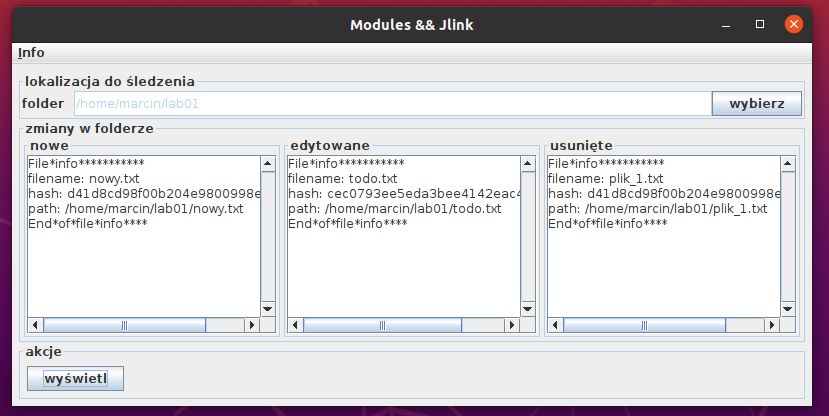 Modules && Jlink
Info
lokalizacja do śledzenia
folder /home/marcin/lab01 wybierz
zmiany w folderze
nowe
File*info***********
filename: nowy.txt
hash: d41d8cd98f00b204e9800998e
path: /home/marcin/lab01/nowy.txt
End*of*file*info****
edytowane
File*info***********
filename: todo.txt
hash: cec0793ee5eda3bee4142eac4
path: /home/marcin/lab01/todo.txt
End*of*file*info****
usunięte
File*info***********
filename: plik_1.txt
hash: d41d8cd98f00b204e9800998e
path: /home/marcin/lab01/plik_1.txt
End*of*file*info****
akcje
wyświetl